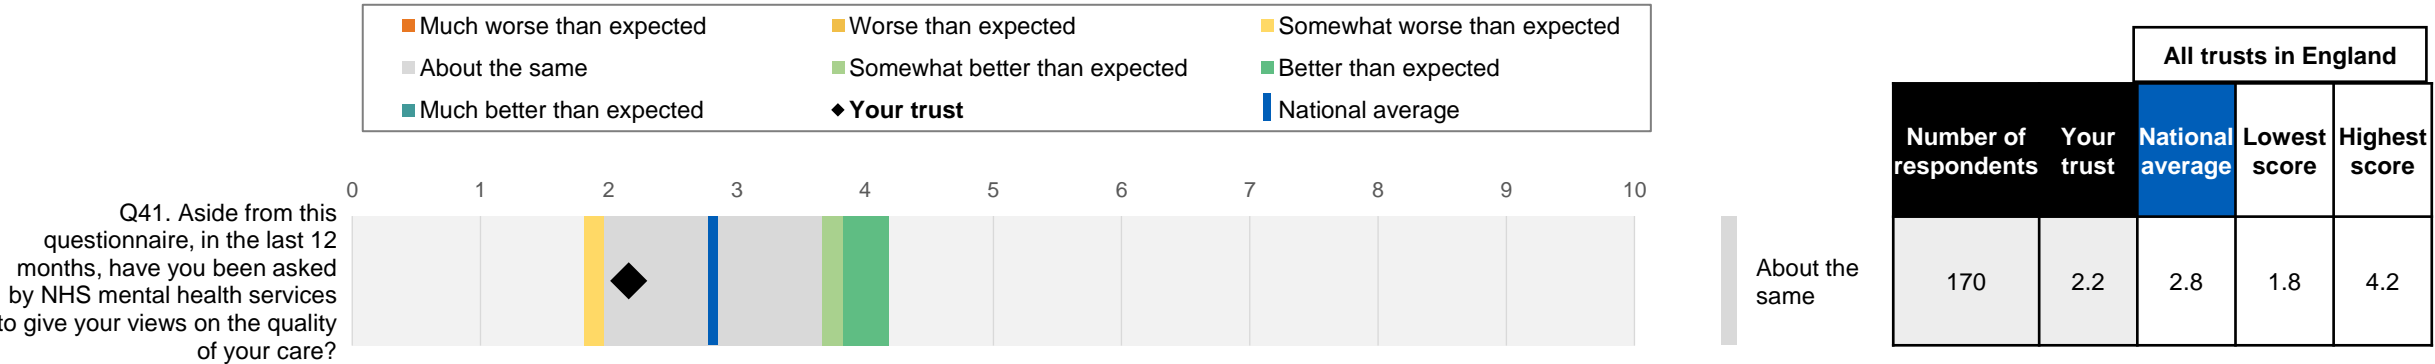 Much worse than expected
Worse than expected
Somewhat worse than expected
About the same
Somewhat better than expected
Better than expected
Much better than expected
Your trust
National average
All trusts in England
Number of
respondents
Your
trust
National
average
Lowest
score
Highest
score
0 1 2 3 4 5 6 7 8 9 10
Q41. Aside from this
questionnaire, in the last 12
months, have you been asked
by NHS mental health services
to give your views on the quality
of your care?
About the
same
170 2.2 2.8 1.8 4.2